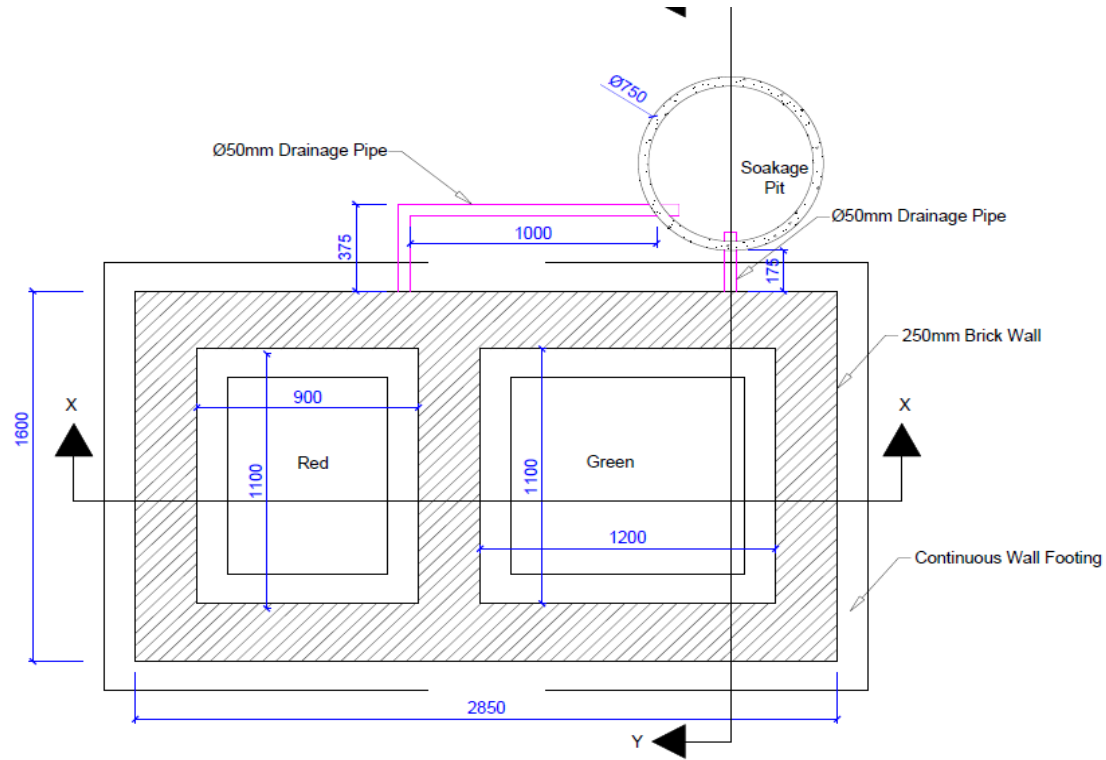 Ø750
Ø50mm Drainage Pipe
Soakage
Pit
Ø50mm Drainage Pipe
375
1000
175
250mm Brick Wall
X
X
900
1600
Red
Green
1100
1100
1200
Continuous Wall Footing
2850
Y